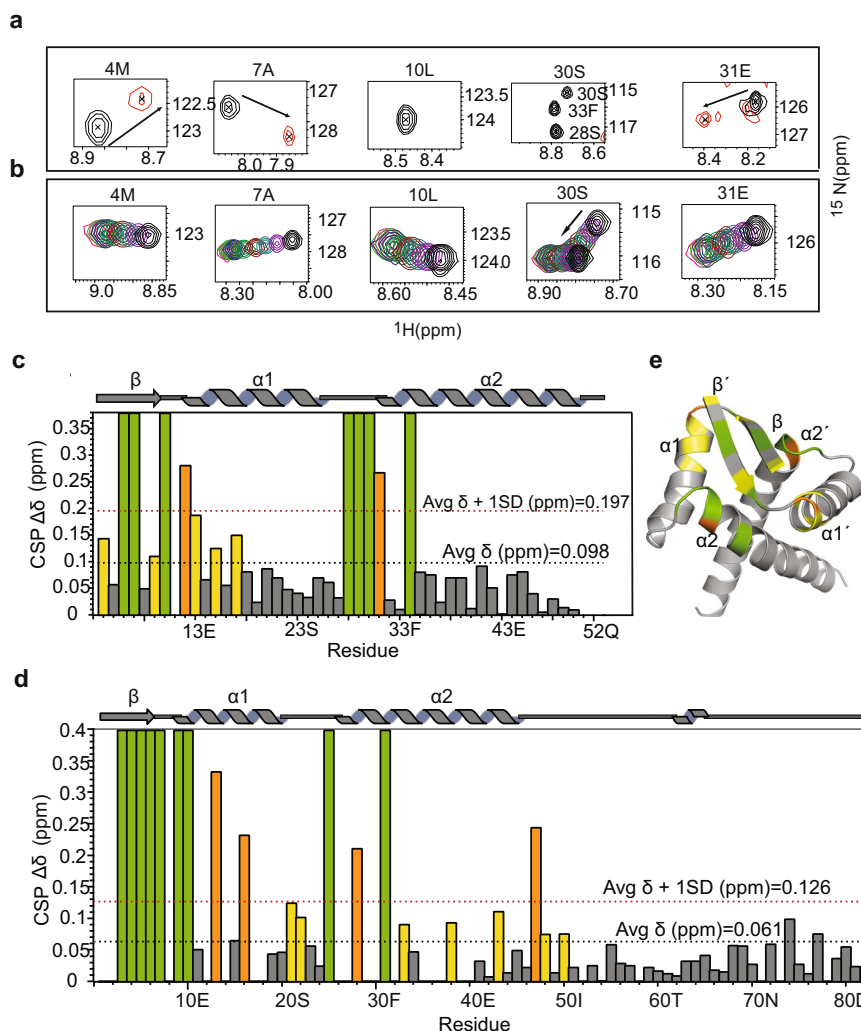 a
4M 7A 10L 30S 31E
127 123.5 115 30S 126
122.5 33F
123 128 124 28S 117 127
8.9 8.7 8.0 7.9 8.5 8.4 8.8 8.6 8.4 8.2
15 N(ppm)
b
4M 7A 10L 30S 31E
127 123.5 115
123 128 124.0 116 126
9.0 8.85 8.30 8.00 8.60 8.45 8.90 8.70 8.30 8.15
1H(ppm)
c
β α1 α2
CSP Δδ (ppm)
0.35
0.3
0.25
0.2
0.15
0.1
0.05
0
Avg δ + 1SD (ppm)=0.197
Avg δ (ppm)=0.098
13E 23S 33F 43E 52Q
Residue
e
β´
β
α2´
α1
α2
α1´
d
β α1 α2
CSP Δδ (ppm)
0.4
0.35
0.3
0.25
0.2
0.15
0.1
0.05
0
Avg δ + 1SD (ppm)=0.126
Avg δ (ppm)=0.061
10E 20S 30F 40E 50I 60T 70N 80D
Residue